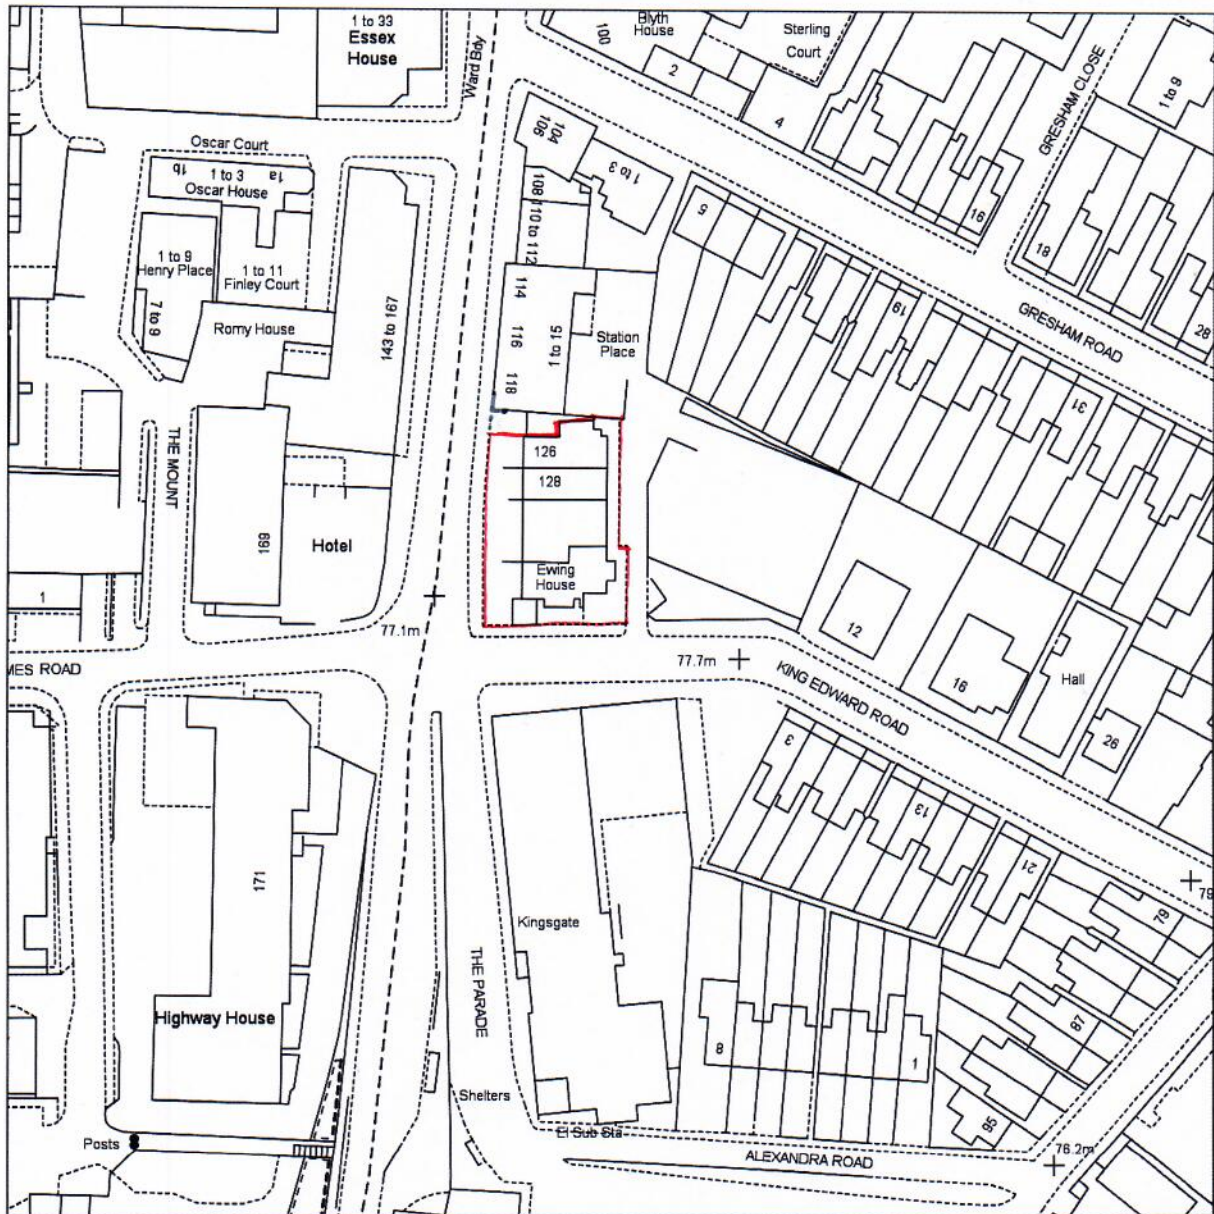 1 to 33
Essex
House
Ward Bdy
100
Blyth
House
Sterling
Court
2
4
GRESHAM CLOSE
1 to 9
Oscar Court
1b
1 to 3
1a
Oscar House
106
104
1 to 3
108
110 to 112
5
16
18
28
1 to 9
Henry Place
1 to 11
Finley Court
7 to 9
Romy House
143 to 167
114
116
118
1 to 15
Station
Place
19
GRESHAM ROAD
31
THE MOUNT
126
128
169
Hotel
Ewing
House
1
77.1m
12
16
Hall
26
MES ROAD
77.7m
KING EDWARD ROAD
3
13
21
79
171
Kingsgate
THE PARADE
79
87
Highway House
8
1
95
Shelters
El Sub Sta
Posts
ALEXANDRA ROAD
76.2m